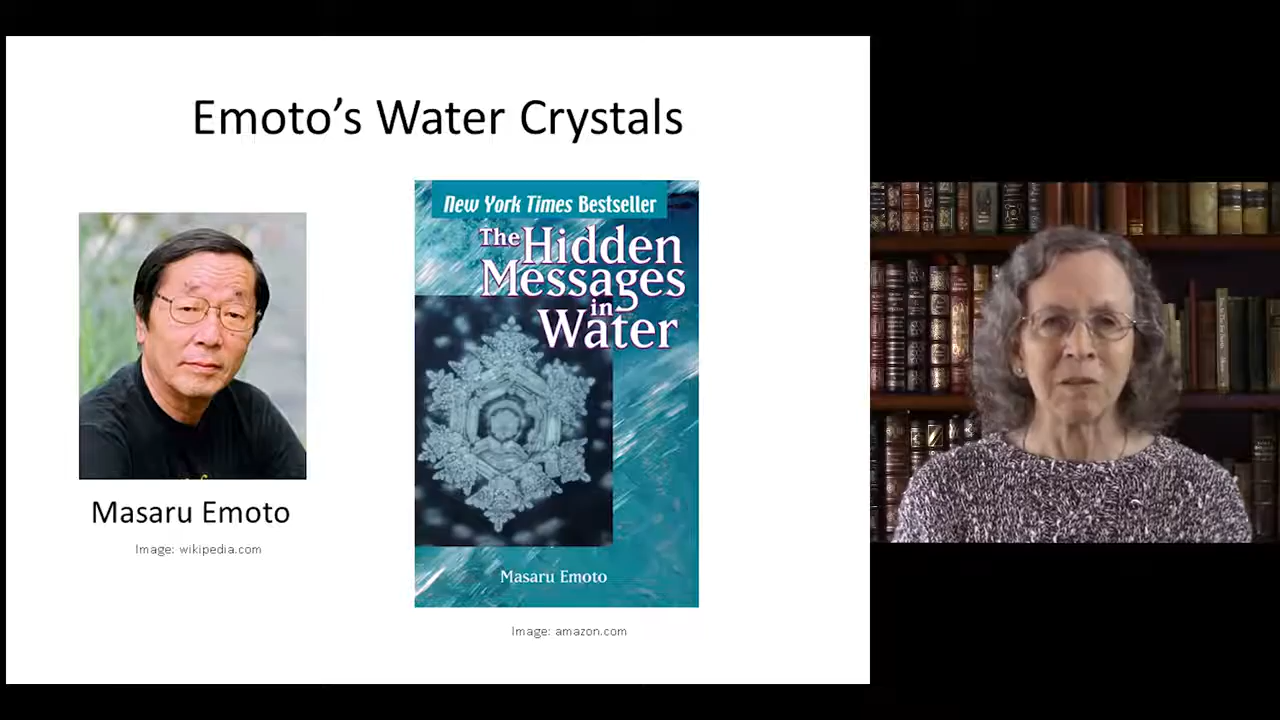 Emoto's Water Crystals
New York Times Bestseller
The Hidden
Messages
in
Water
Masaru Emoto
Masaru Emoto
Image: wikipedia.com
Image: amazon.com